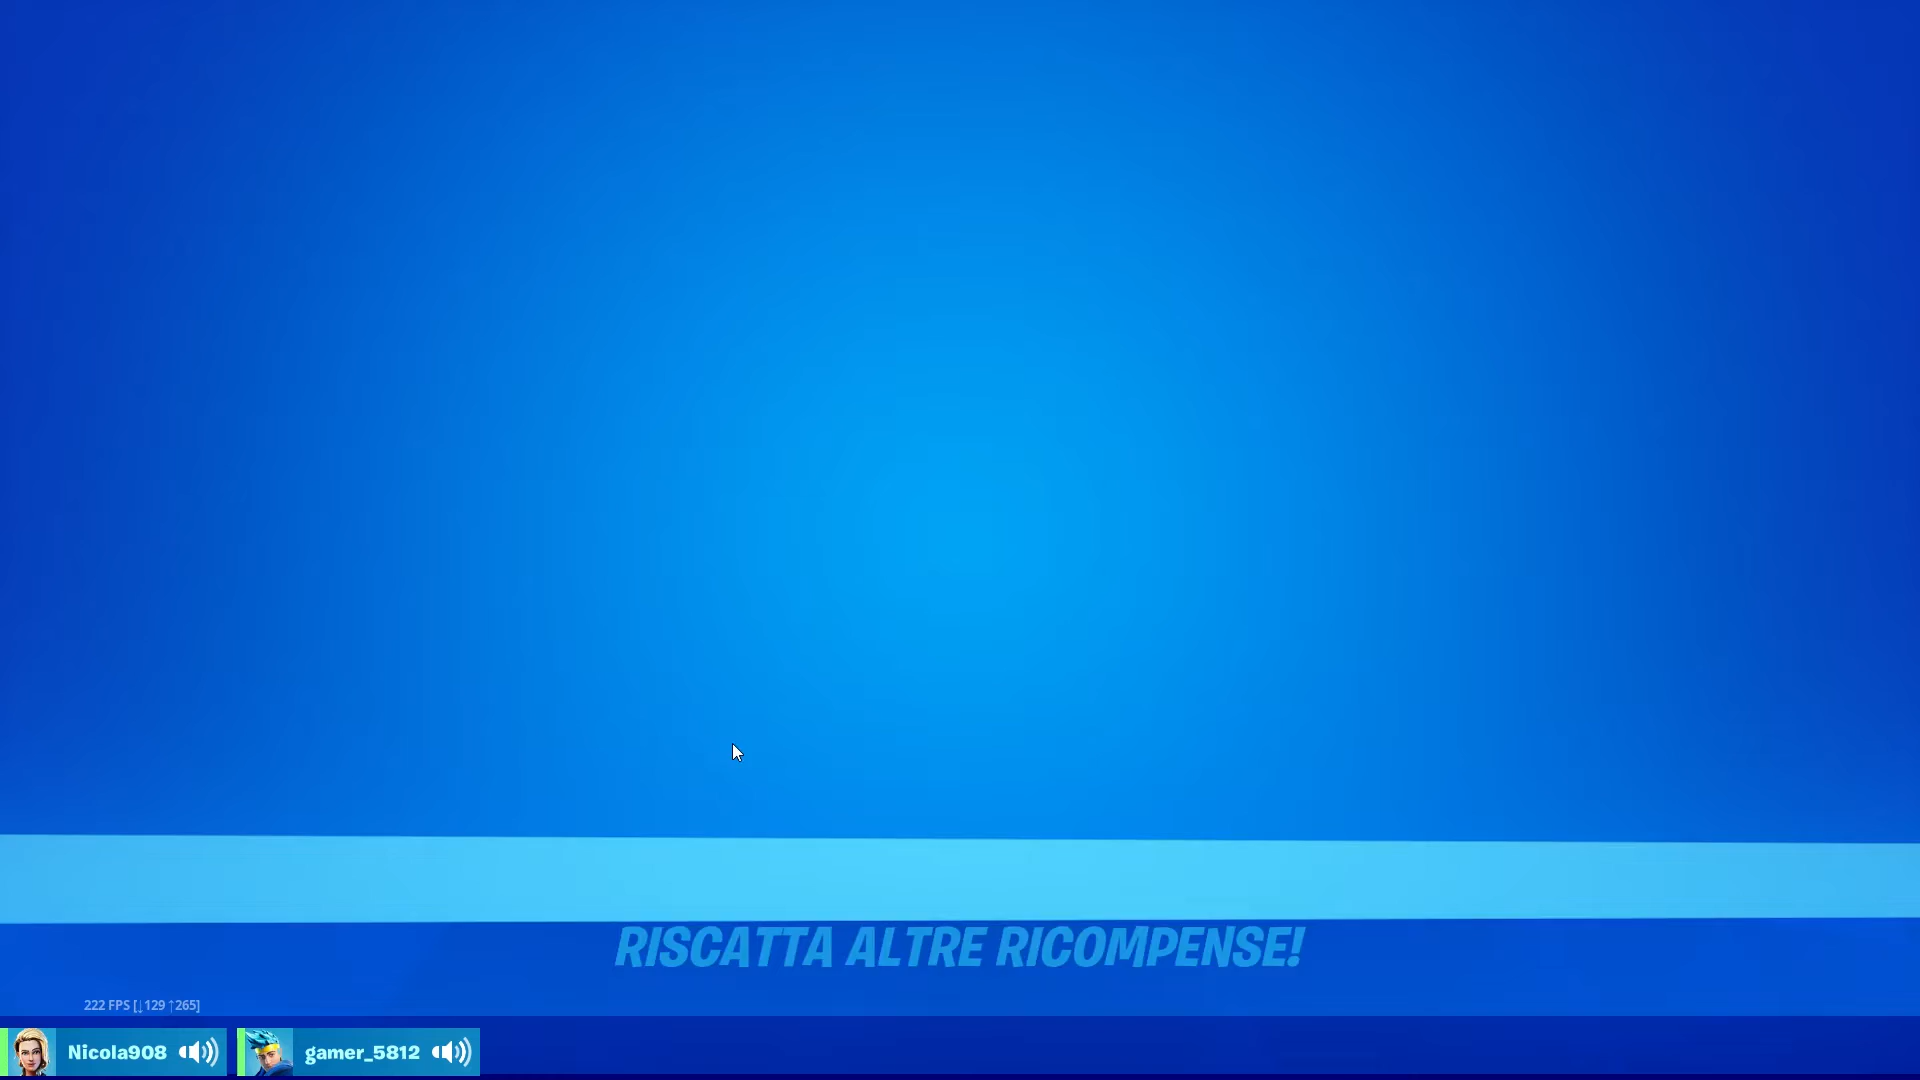 RISCATTA ALTRE RICOMPENSE!
222 FPS [↓129 ↑265]
Nicola908
gamer_5812